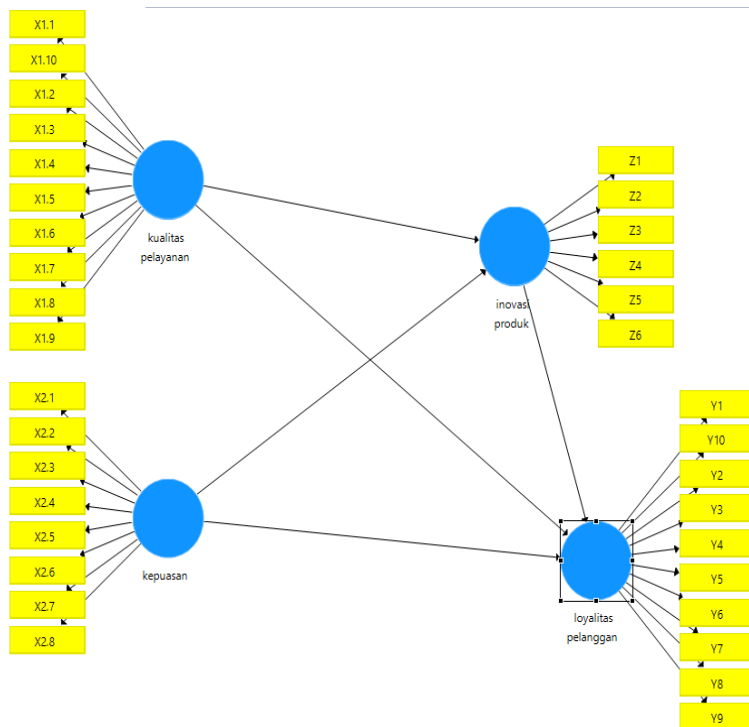 X1.1
X1.10
X1.2
X1.3
X1.4
X1.5
X1.6
X1.7
X1.8
X1.9
kualitas
pelayanan
X2.1
X2.2
X2.3
X2.4
X2.5
X2.6
X2.7
X2.8
kepuasan
Z1
Z2
Z3
Z4
Z5
Z6
inovasi
produk
Y1
Y10
Y2
Y3
Y4
Y5
Y6
Y7
Y8
Y9
loyalitas
pelanggan